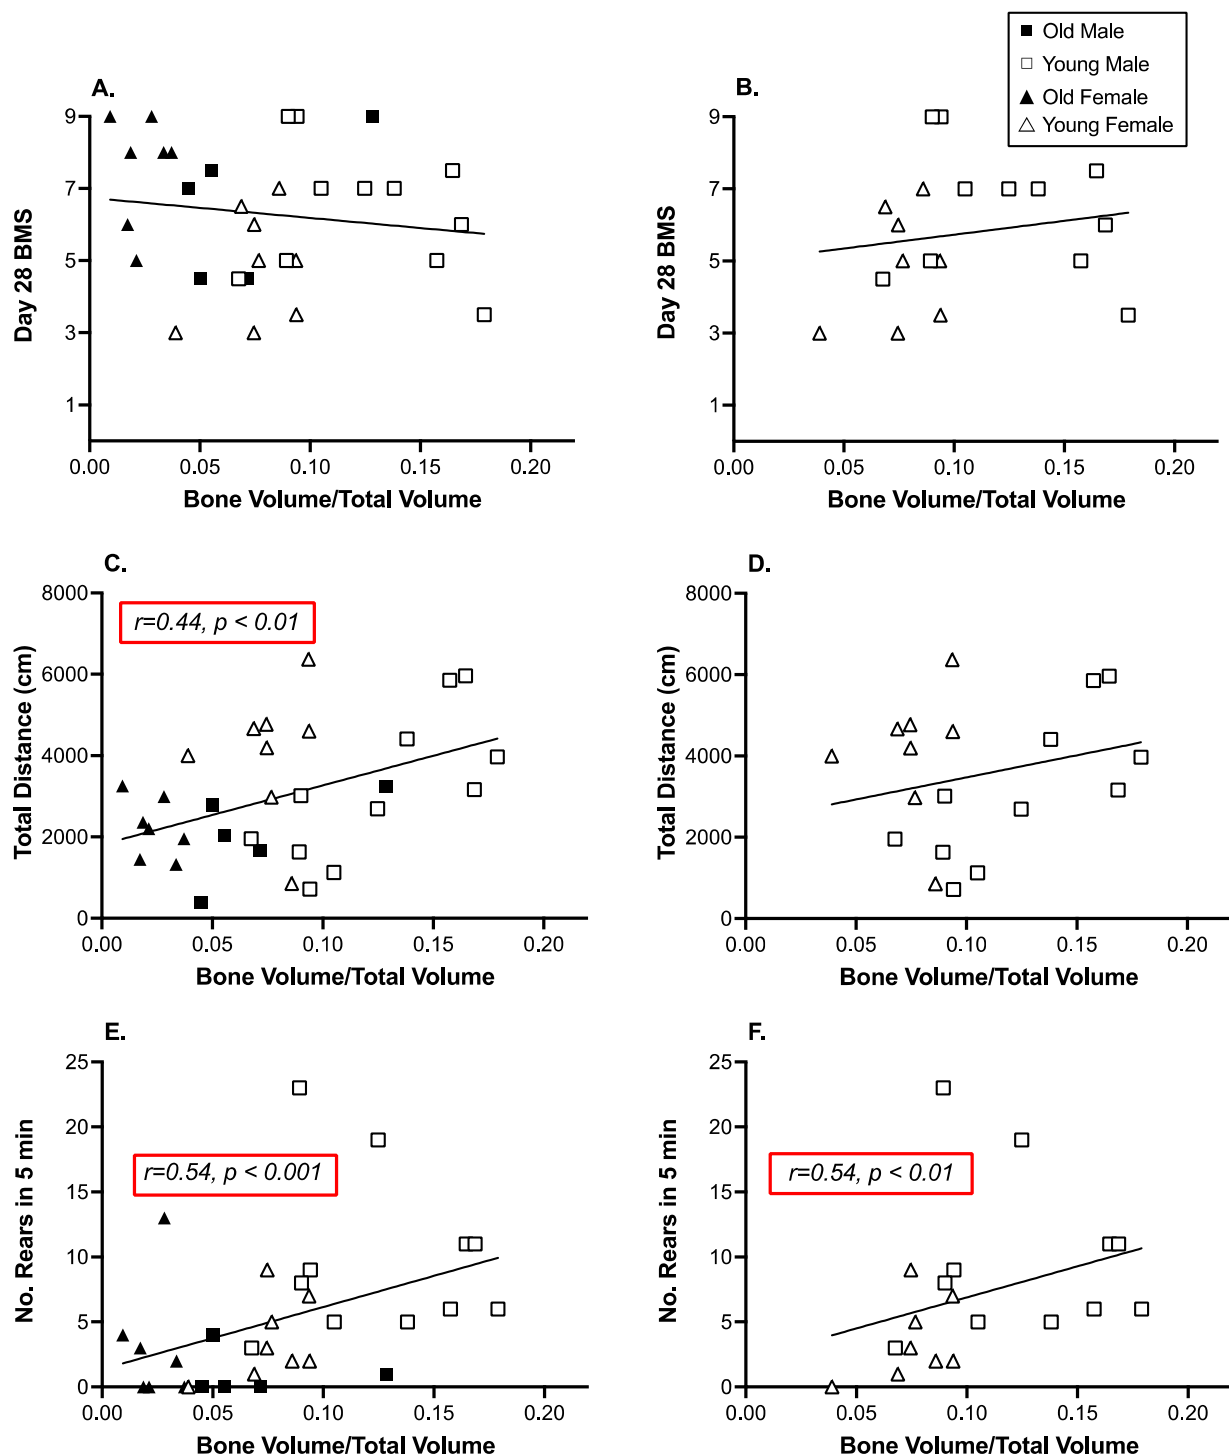 Old Male
Young Male
Old Female
Young Female
A.
9
7
5
3
1
Day 28 BMS
0.00 0.05 0.10 0.15 0.20
Bone Volume/Total Volume
B.
9
7
5
3
1
Day 28 BMS
0.00 0.05 0.10 0.15 0.20
Bone Volume/Total Volume
C.
r=0.44, p < 0.01
8000
6000
4000
2000
0
Total Distance (cm)
0.00 0.05 0.10 0.15 0.20
Bone Volume/Total Volume
D.
8000
6000
4000
2000
0
Total Distance (cm)
0.00 0.05 0.10 0.15 0.20
Bone Volume/Total Volume
E.
r=0.54, p < 0.001
25
20
15
10
5
0
No. Rears in 5 min
0.00 0.05 0.10 0.15 0.20
Bone Volume/Total Volume
F.
r=0.54, p < 0.01
25
20
15
10
5
0
No. Rears in 5 min
0.00 0.05 0.10 0.15 0.20
Bone Volume/Total Volume